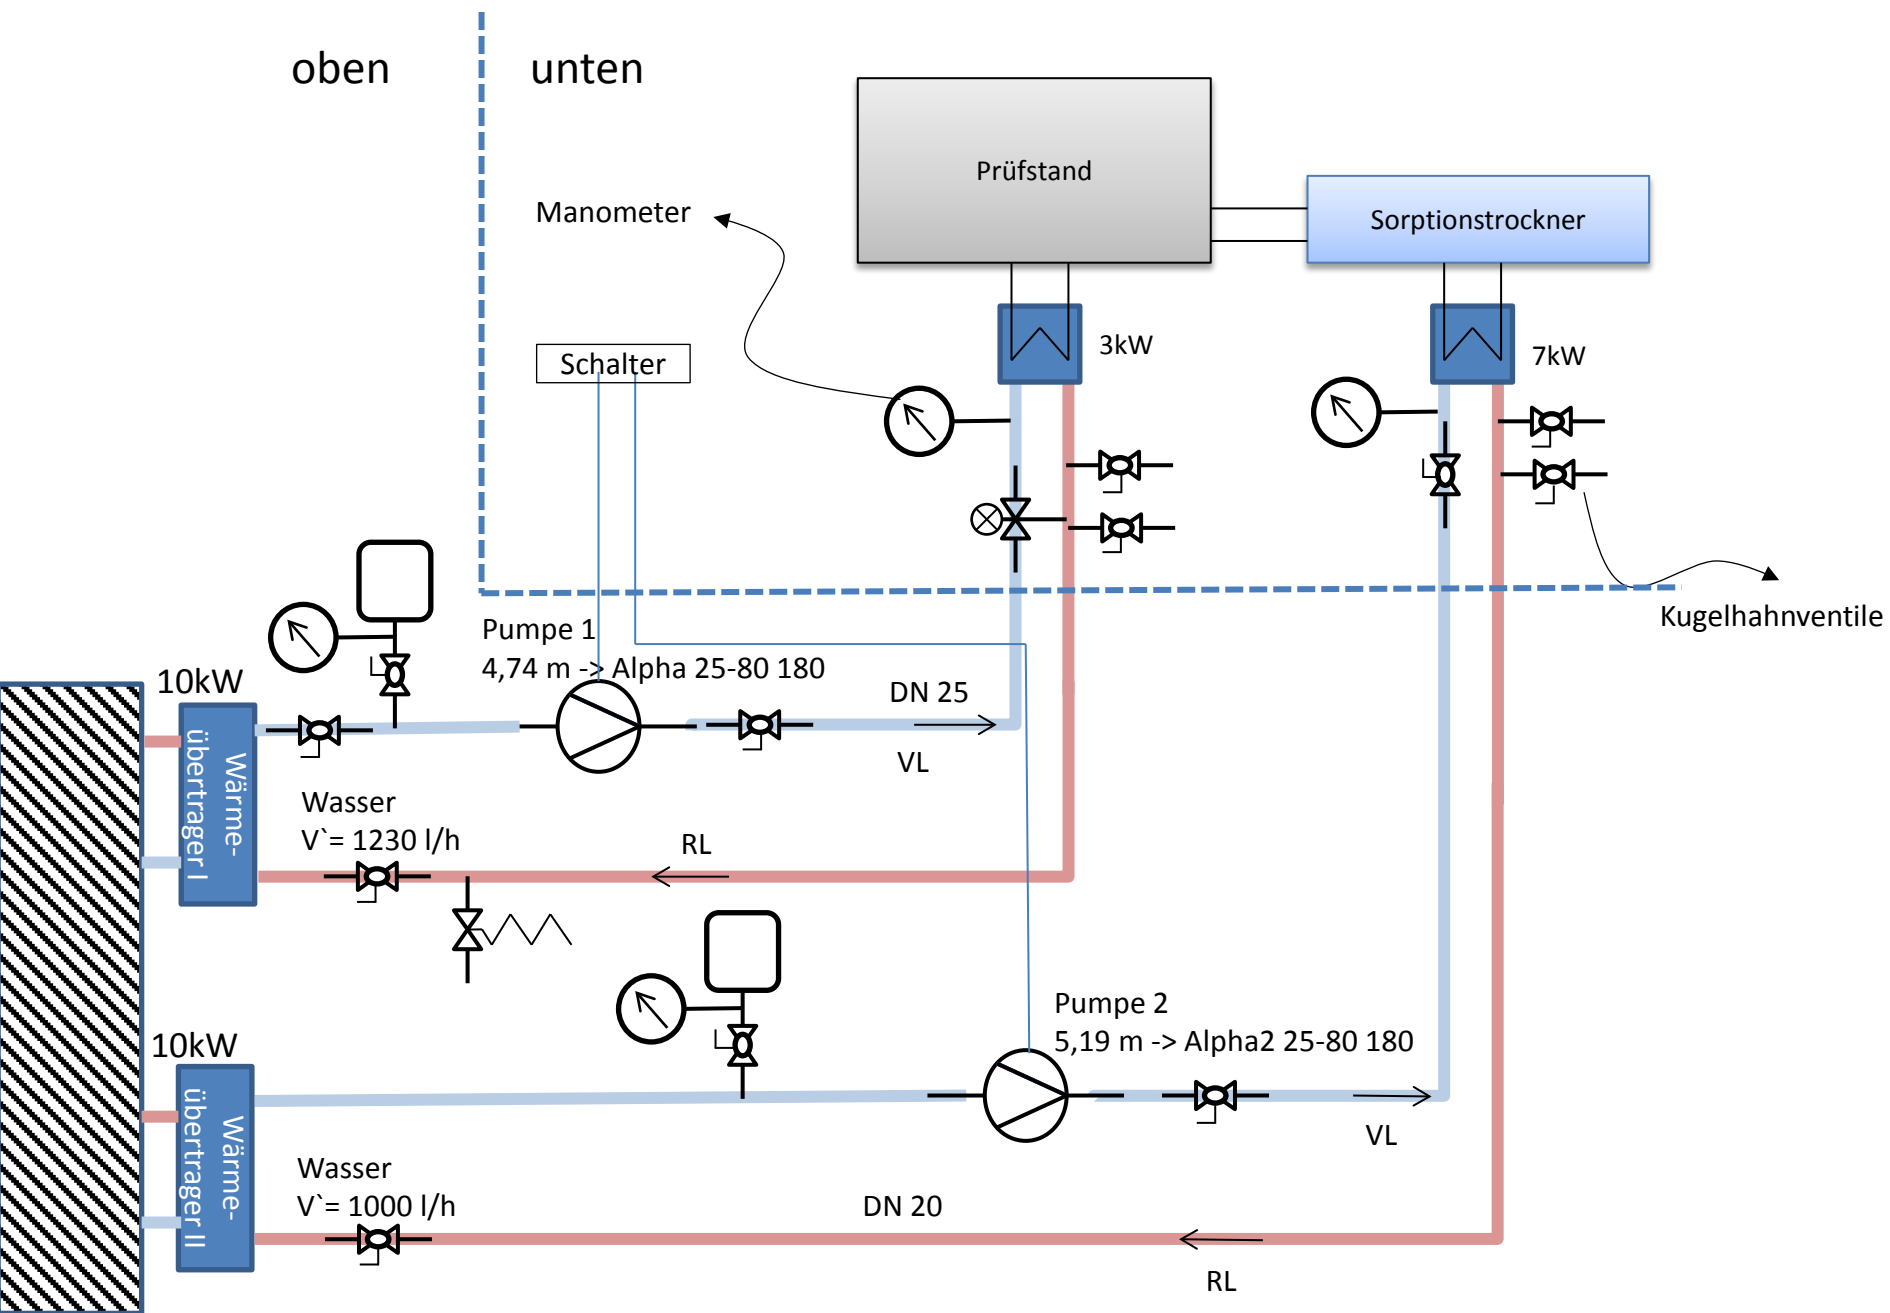 oben
unten
Prüfstand
Manometer
Sorptionstrockner
Schalter
3kW
7kW
Kugelhahnventile
Pumpe 1
4,74 m -> Alpha 25-80 180
10kW
DN 25
VL
Wärme-
übertrager I
Wasser
V`= 1230 l/h
RL
Pumpe 2
5,19 m -> Alpha2 25-80 180
10kW
VL
Wärme-
übertrager II
Wasser
V`= 1000 l/h
DN 20
RL